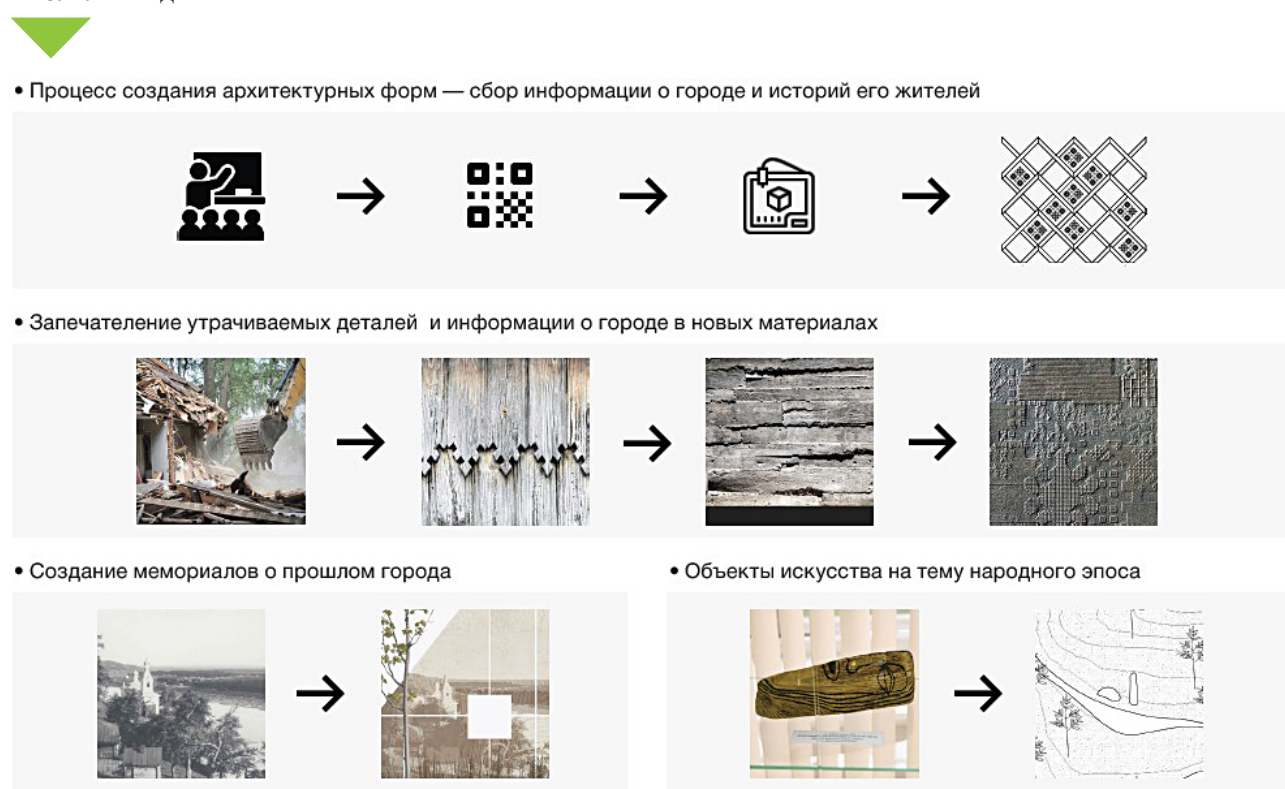 • Процесс создания архитектурных форм — сбор информации о городе и историй его жителей
• Запечатление утрачиваемых деталей и информации о городе в новых материалах
• Создание мемориалов о прошлом города
• Объекты искусства на тему народного эпоса